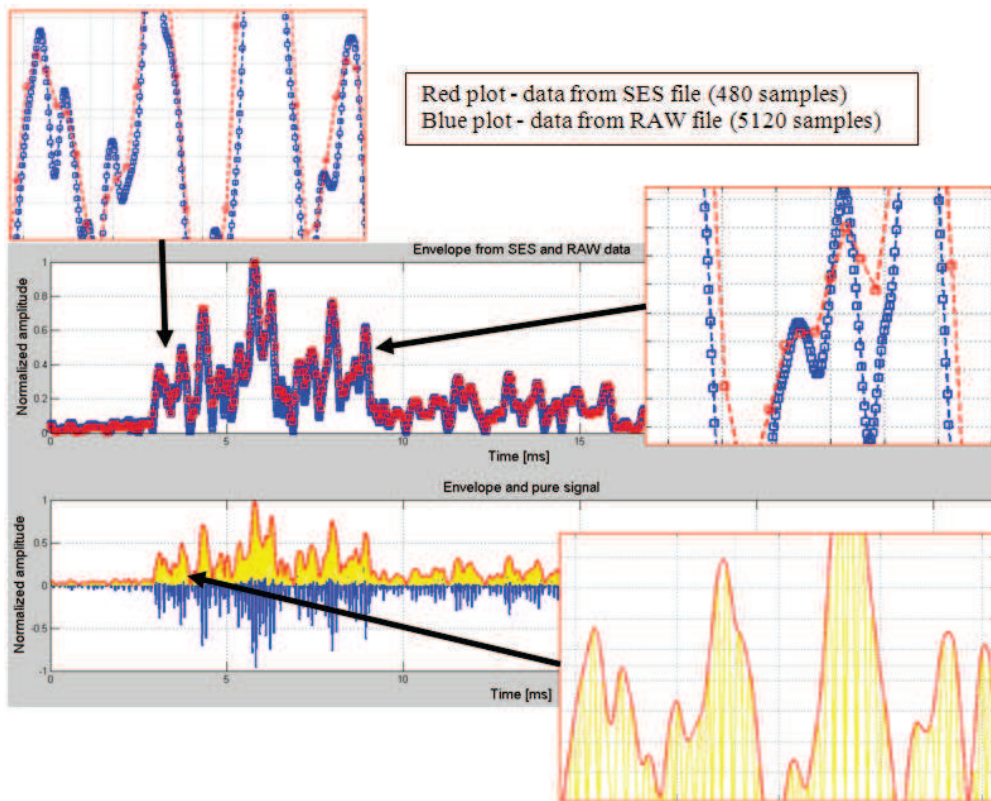 Red plot - data from SES file (480 samples)
Blue plot - data from RAW file (5120 samples)
Envelope from SES and RAW data
Normalized amplitude
1
0.8
0.6
0.4
0.2
0
0
5
10
15
Time [ms]
Envelope and pure signal
Normalized amplitude
1
0.5
0
-0.5
-1
0
5
10
Time [ms]